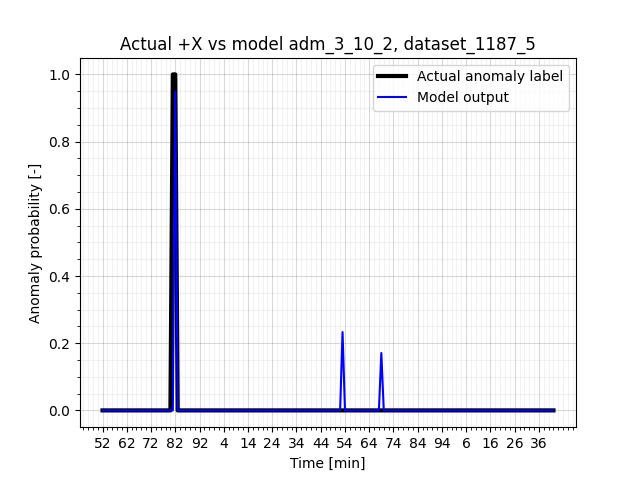 Actual +X vs model adm_3_10_2, dataset_1187_5
Actual anomaly label
Model output
Anomaly probability [-]
1.0
0.8
0.6
0.4
0.2
0.0
52 62 72 82 92 4 14 24 34 44 54 64 74 84 94 6 16 26 36
Time [min]